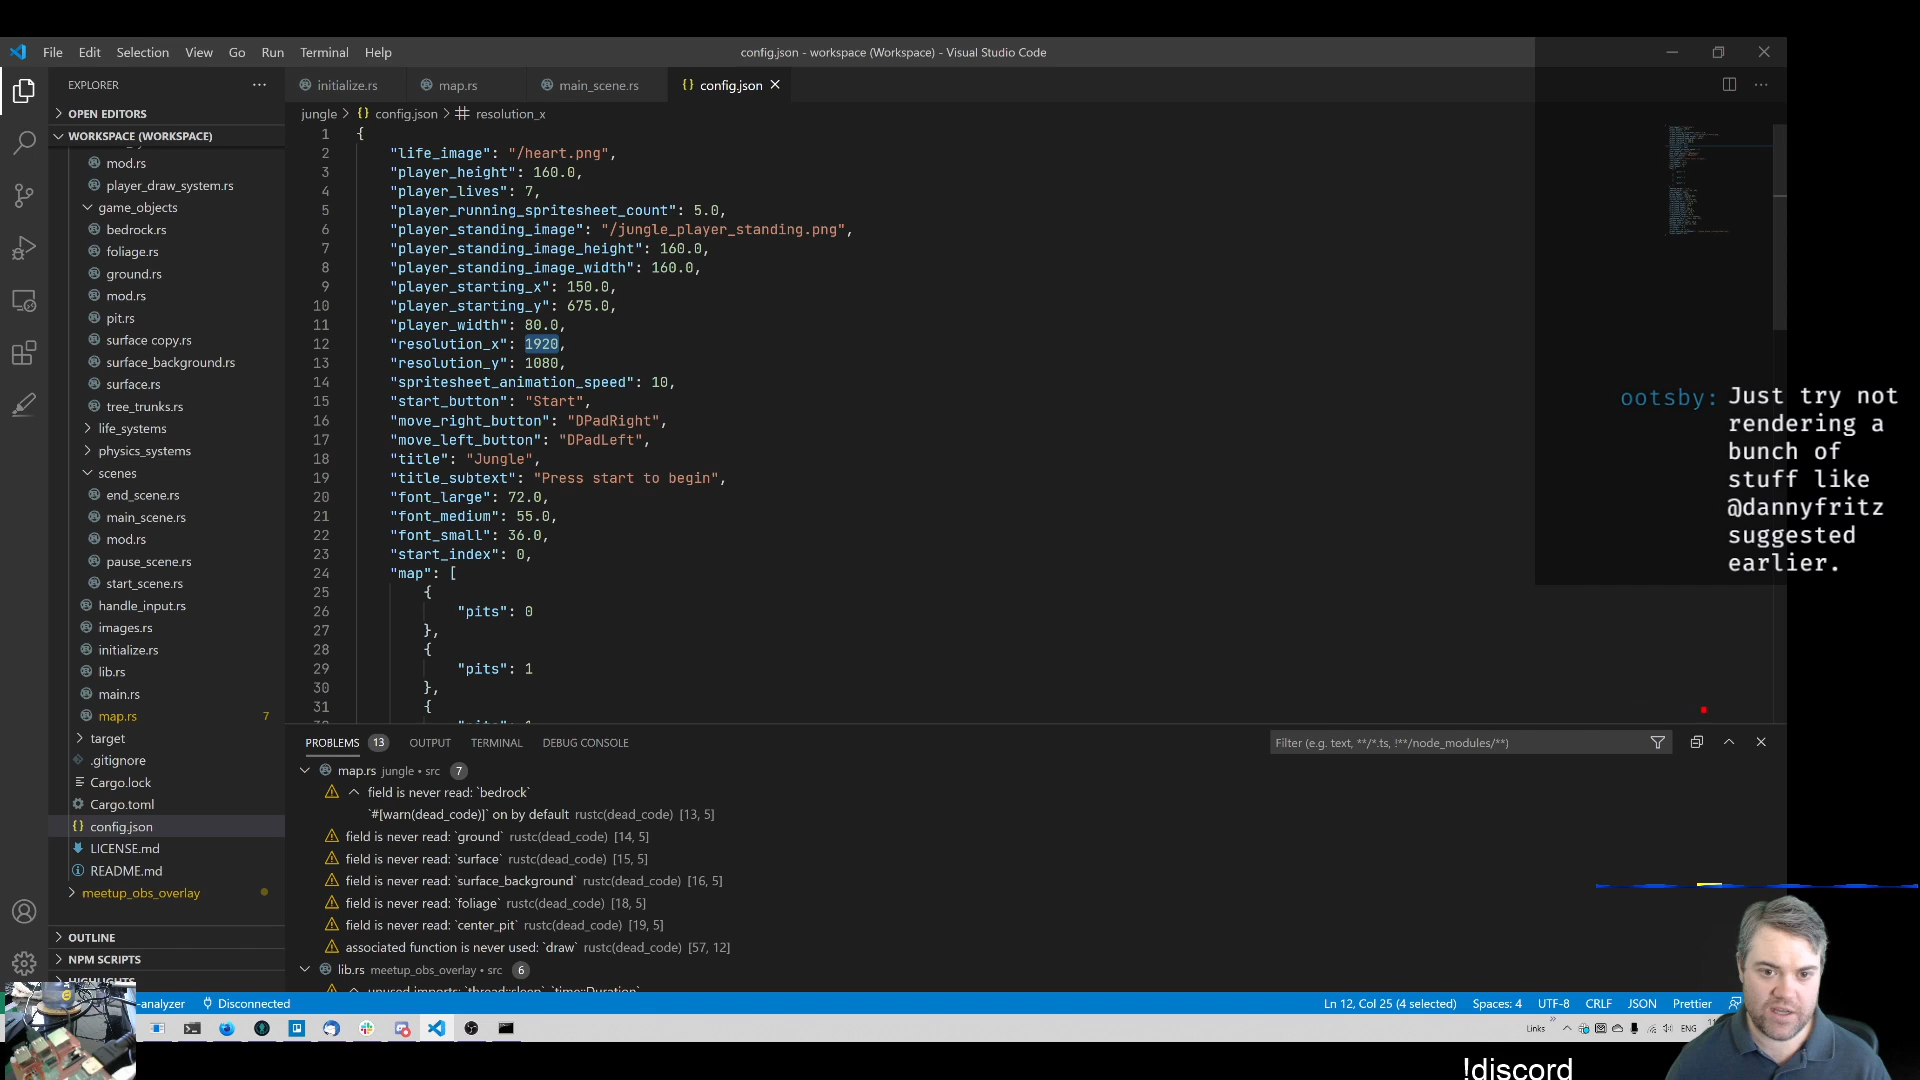 File Edit Selection View Go Run Terminal Help
config.json - workspace (Workspace) - Visual Studio Code
EXPLORER
OPEN EDITORS
WORKSPACE (WORKSPACE)
mod.rs
player_draw_system.rs
game_objects
bedrock.rs
foliage.rs
ground.rs
mod.rs
pit.rs
surface copy.rs
surface_background.rs
surface.rs
tree_trunks.rs
life_systems
physics_systems
scenes
end_scene.rs
main_scene.rs
mod.rs
pause_scene.rs
start_scene.rs
handle_input.rs
images.rs
initialize.rs
lib.rs
main.rs
map.rs 7
target
.gitignore
Cargo.lock
Cargo.toml
config.json
LICENSE.md
README.md
meetup_obs_overlay
OUTLINE
NPM SCRIPTS
HIGHLIGHTS
initialize.rs map.rs main_scene.rs {} config.json
jungle > {} config.json > resolution_x
1 {
2 "life_image": "/heart.png",
3 "player_height": 160.0,
4 "player_lives": 7,
5 "player_running_spritesheet_count": 5.0,
6 "player_standing_image": "/jungle_player_standing.png",
7 "player_standing_image_height": 160.0,
8 "player_standing_image_width": 160.0,
9 "player_starting_x": 150.0,
10 "player_starting_y": 675.0,
11 "player_width": 80.0,
12 "resolution_x": 1920,
13 "resolution_y": 1080,
14 "spritesheet_animation_speed": 10,
15 "start_button": "Start",
16 "move_right_button": "DPadRight",
17 "move_left_button": "DPadLeft",
18 "title": "Jungle",
19 "title_subtext": "Press start to begin",
20 "font_large": 72.0,
21 "font_medium": 55.0,
22 "font_small": 36.0,
23 "start_index": 0,
24 "map": [
25 {
26 "pits": 0
27 },
28 {
29 "pits": 1
30 },
31 {
ootsby: Just try not
rendering a
bunch of
stuff like
@dannyfritz
suggested
earlier.
PROBLEMS 13 OUTPUT TERMINAL DEBUG CONSOLE
Filter (e.g. text, **/*.ts, !**/node_modules/**)
map.rs jungle • src 7
field is never read: `bedrock`
`#[warn(dead_code)]` on by default rustc(dead_code) [13, 5]
field is never read: `ground` rustc(dead_code) [14, 5]
field is never read: `surface` rustc(dead_code) [15, 5]
field is never read: `surface_background` rustc(dead_code) [16, 5]
field is never read: `foliage` rustc(dead_code) [18, 5]
field is never read: `center_pit` rustc(dead_code) [19, 5]
associated function is never used: `draw` rustc(dead_code) [57, 12]
lib.rs meetup_obs_overlay • src 6
unused imports: `thread::sleep`, `time::Duration`
-analyzer Disconnected
Ln 12, Col 25 (4 selected) Spaces: 4 UTF-8 CRLF JSON Prettier
Links ENG
!discord